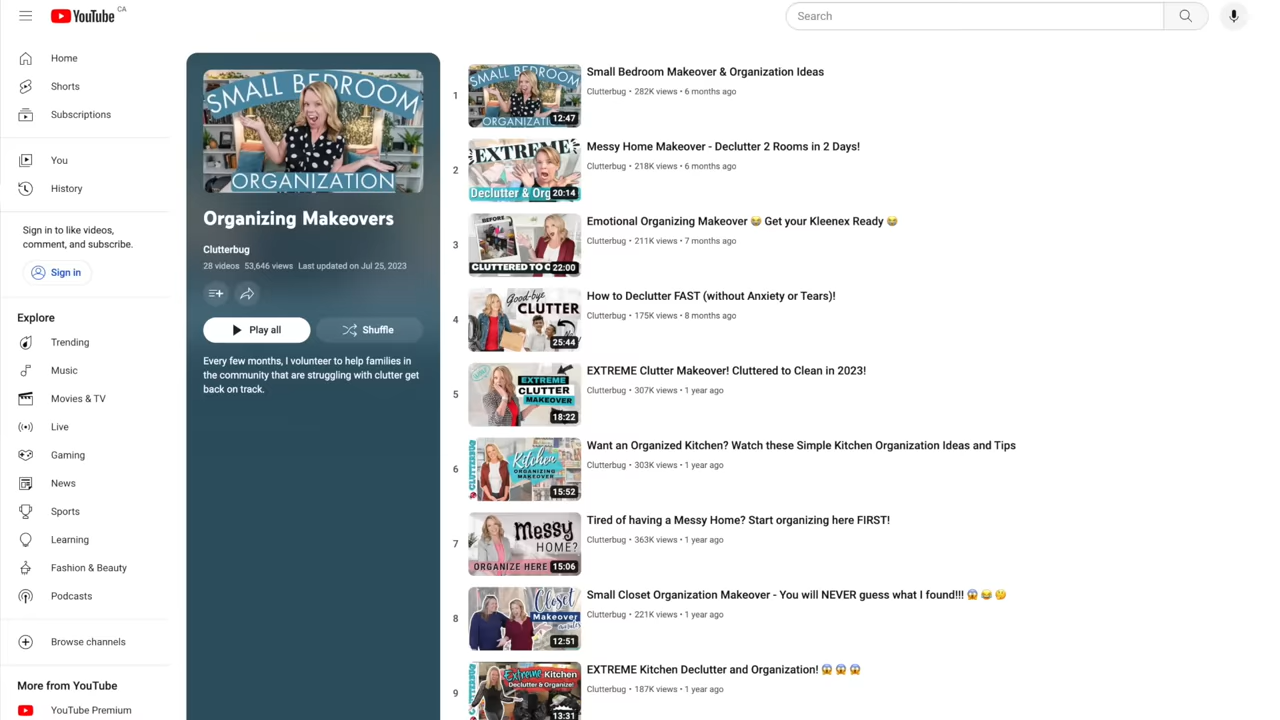 YouTube CA
Search
Home
Shorts
Subscriptions
You
History
Sign in to like videos,
comment, and subscribe.
Sign in
Explore
Trending
Music
Movies & TV
Live
Gaming
News
Sports
Learning
Fashion & Beauty
Podcasts
Browse channels
More from YouTube
YouTube Premium
SMALL BEDROOM
ORGANIZATION
Organizing Makeovers
Clutterbug
28 videos 53,646 views Last updated on Jul 25, 2023
Play all
Shuffle
Every few months, I volunteer to help families in
the community that are struggling with clutter get
back on track.
1
SMALL BEDROOM
ORGANIZATI
12:47
Small Bedroom Makeover & Organization Ideas
Clutterbug • 282K views • 6 months ago
2
EXTREME
Declutter & Org
20:14
Messy Home Makeover - Declutter 2 Rooms in 2 Days!
Clutterbug • 218K views • 6 months ago
3
BEFORE
CLUTTERED TO C
22:00
Emotional Organizing Makeover 😭 Get your Kleenex Ready 😭
Clutterbug • 211K views • 7 months ago
4
Good-bye
CLUTTER
25:44
How to Declutter FAST (without Anxiety or Tears)!
Clutterbug • 175K views • 8 months ago
5
EXTREME
CLUTTER
MAKEOVER
18:22
EXTREME Clutter Makeover! Cluttered to Clean in 2023!
Clutterbug • 307K views • 1 year ago
6
CLUTTERBUG
Kitchen
ORGANIZING
MAKEOVER
15:52
Want an Organized Kitchen? Watch these Simple Kitchen Organization Ideas and Tips
Clutterbug • 303K views • 1 year ago
7
Messy
HOME?
ORGANIZE HERE
15:06
Tired of having a Messy Home? Start organizing here FIRST!
Clutterbug • 363K views • 1 year ago
8
Closet
Makeover
12:51
Small Closet Organization Makeover - You will NEVER guess what I found!!! 😱 😂 🤔
Clutterbug • 221K views • 1 year ago
9
Extreme Kitchen
Declutter & Organize!
13:31
EXTREME Kitchen Declutter and Organization! 😱 😱 😱
Clutterbug • 187K views • 1 year ago